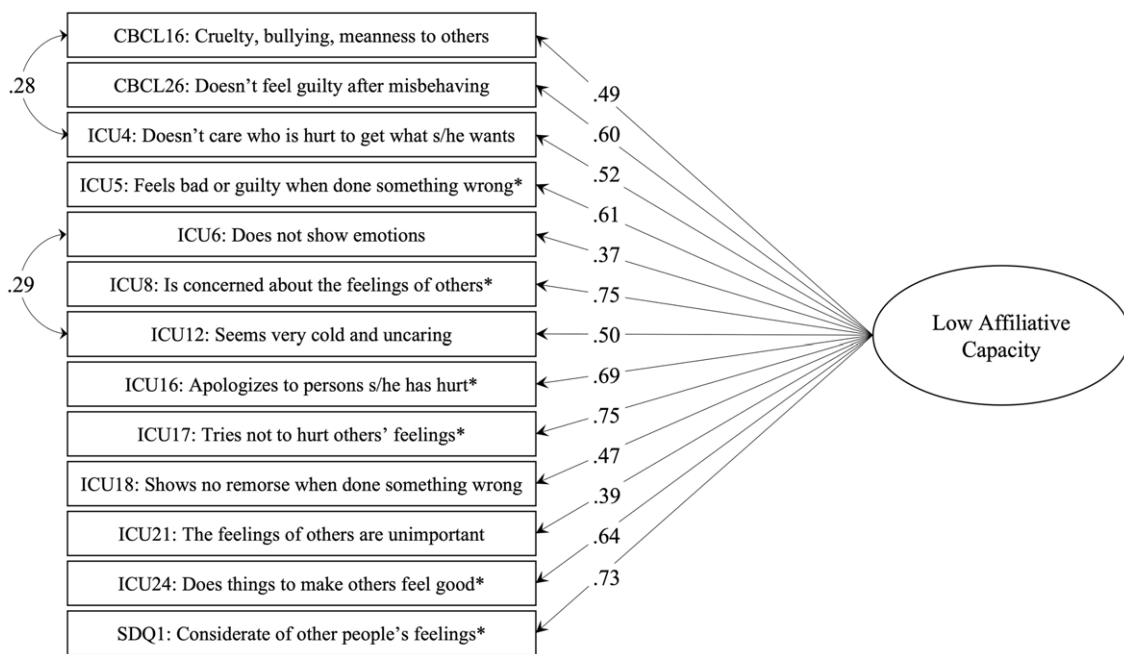 CBCL16: Cruelty, bullying, meanness to others
CBCL26: Doesn’t feel guilty after misbehaving
ICU4: Doesn’t care who is hurt to get what s/he wants
ICU5: Feels bad or guilty when done something wrong*
ICU6: Does not show emotions
ICU8: Is concerned about the feelings of others*
ICU12: Seems very cold and uncaring
ICU16: Apologizes to persons s/he has hurt*
ICU17: Tries not to hurt others’ feelings*
ICU18: Shows no remorse when done something wrong
ICU21: The feelings of others are unimportant
ICU24: Does things to make others feel good*
SDQ1: Considerate of other people’s feelings*
.28
.29
.49
.60
.52
.61
.37
.75
.50
.69
.75
.47
.39
.64
.73
Low Affiliative
Capacity